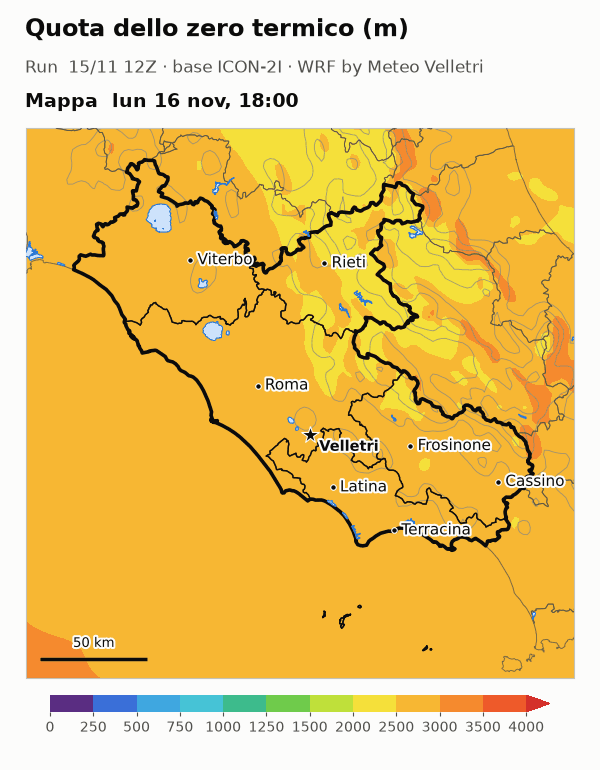 Quota dello zero termico (m)
Run  15/11 12Z · base ICON-2I · WRF by Meteo Velletri
Mappa  lun 16 nov, 18:00
Viterbo
Rieti
Roma
Velletri
Frosinone
Latina
Cassino
Terracina
50 km
0 250 500 750 1000 1250 1500 2000 2500 3000 3500 4000